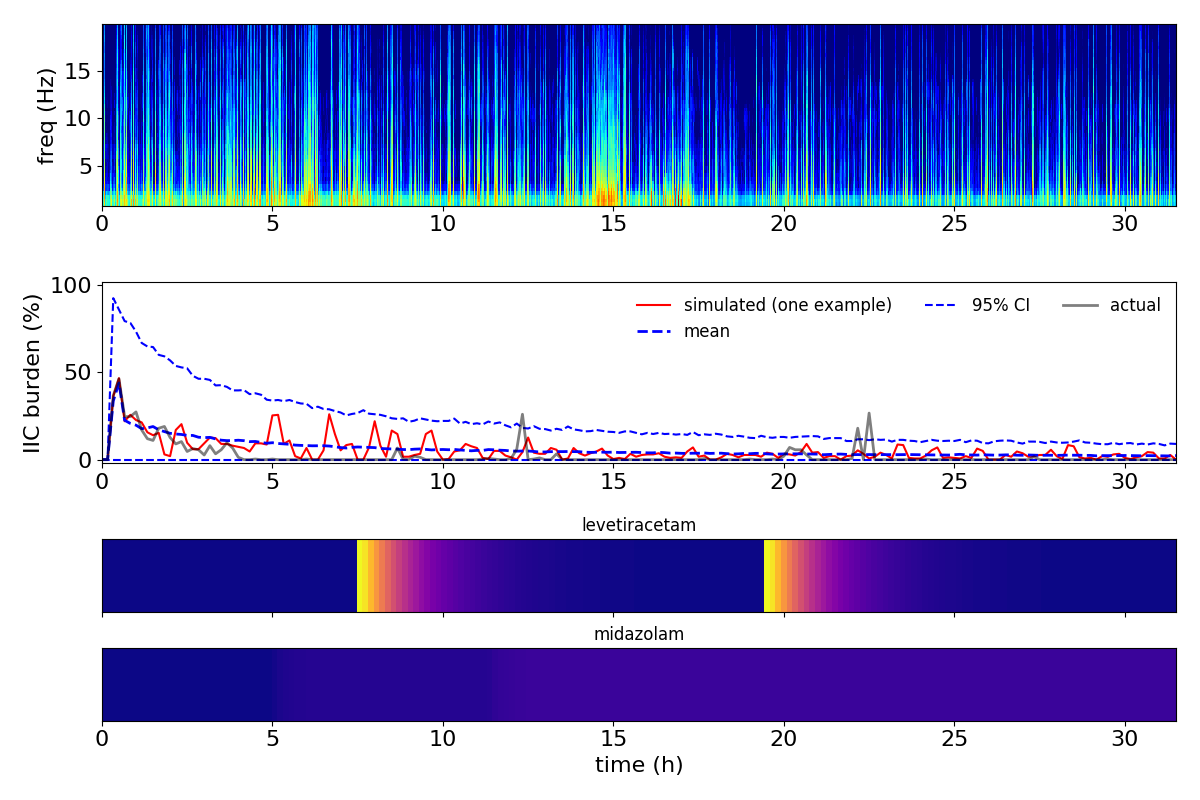 freq (Hz)
15
10
5
0 5 10 15 20 25 30
IIC burden (%)
100
50
0
simulated (one example) 95% CI actual
mean
0 5 10 15 20 25 30
levetiracetam
midazolam
0 5 10 15 20 25 30
time (h)